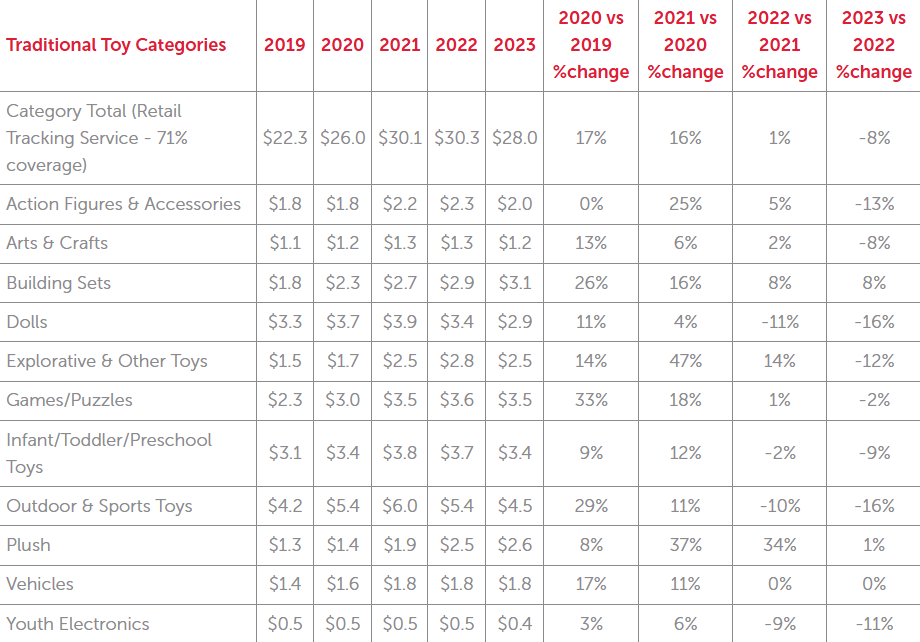 Traditional Toy Categories 2019 2020 2021 2022 2023 2020 vs 2019 %change 2021 vs 2020 %change 2022 vs 2021 %change 2023 vs 2022 %change
Category Total (Retail
Tracking Service - 71%
coverage) $22.3 $26.0 $30.1 $30.3 $28.0 17% 16% 1% -8%
Action Figures & Accessories $1.8 $1.8 $2.2 $2.3 $2.0 0% 25% 5% -13%
Arts & Crafts $1.1 $1.2 $1.3 $1.3 $1.2 13% 6% 2% -8%
Building Sets $1.8 $2.3 $2.7 $2.9 $3.1 26% 16% 8% 8%
Dolls $3.3 $3.7 $3.9 $3.4 $2.9 11% 4% -11% -16%
Explorative & Other Toys $1.5 $1.7 $2.5 $2.8 $2.5 14% 47% 14% -12%
Games/Puzzles $2.3 $3.0 $3.5 $3.6 $3.5 33% 18% 1% -2%
Infant/Toddler/Preschool
Toys $3.1 $3.4 $3.8 $3.7 $3.4 9% 12% -2% -9%
Outdoor & Sports Toys $4.2 $5.4 $6.0 $5.4 $4.5 29% 11% -10% -16%
Plush $1.3 $1.4 $1.9 $2.5 $2.6 8% 37% 34% 1%
Vehicles $1.4 $1.6 $1.8 $1.8 $1.8 17% 11% 0% 0%
Youth Electronics $0.5 $0.5 $0.5 $0.5 $0.4 3% 6% -9% -11%